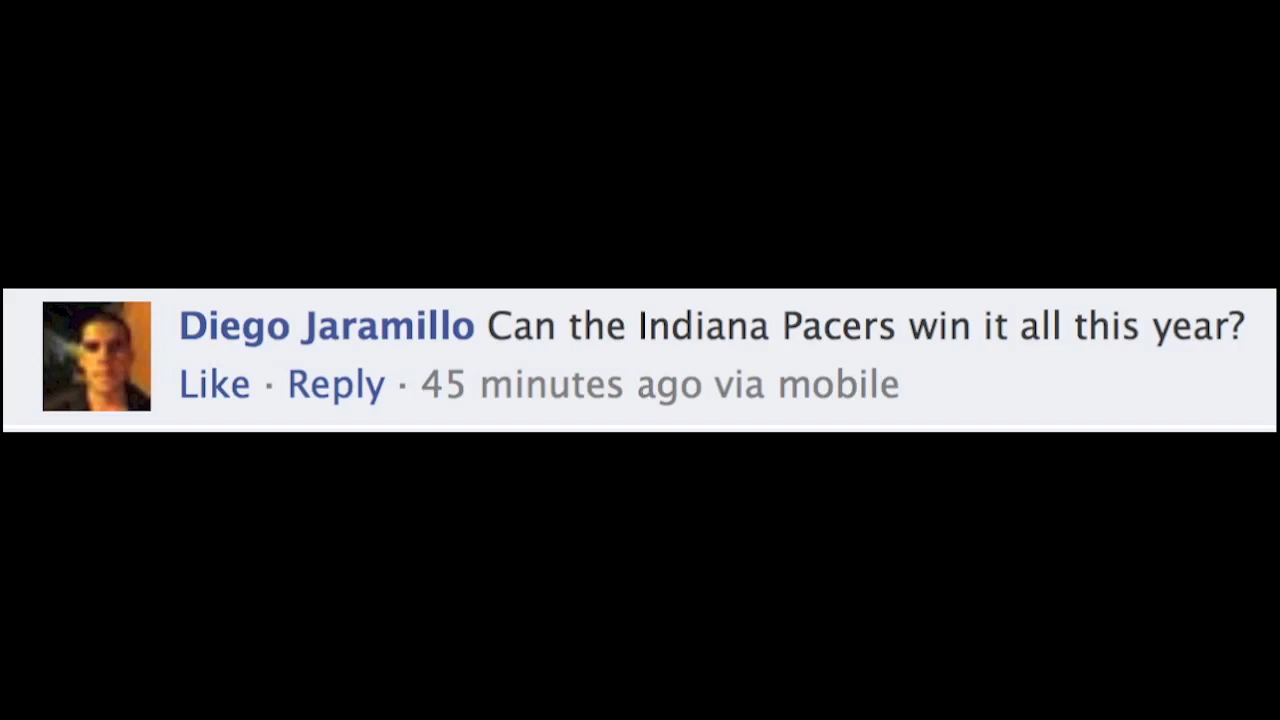 Diego Jaramillo Can the Indiana Pacers win it all this year?
Like · Reply · 45 minutes ago via mobile